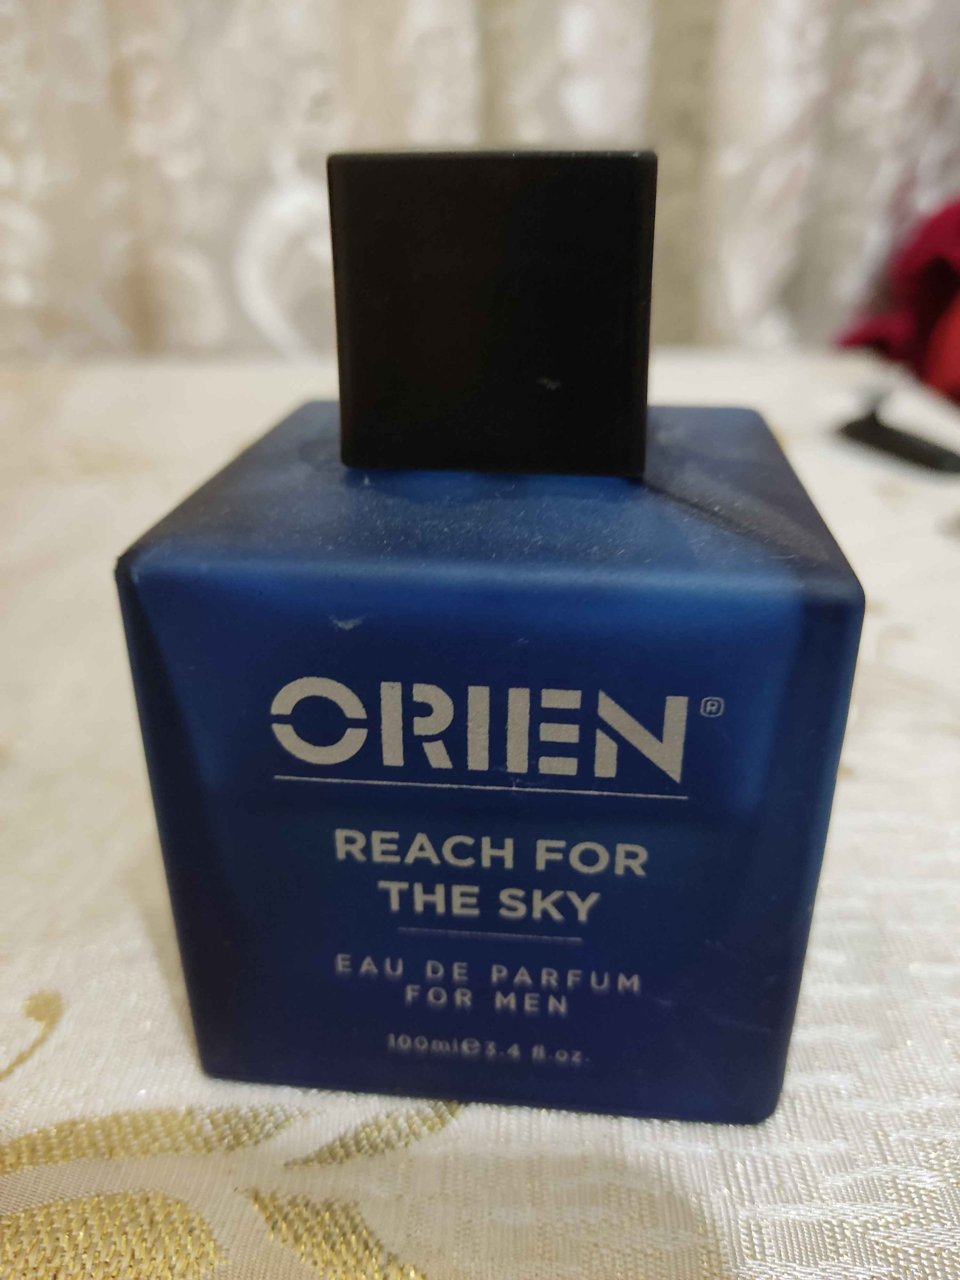 ORIEN®
REACH FOR
THE SKY
EAU DE PARFUM
FOR MEN
100ml℮3.4 fl.oz.